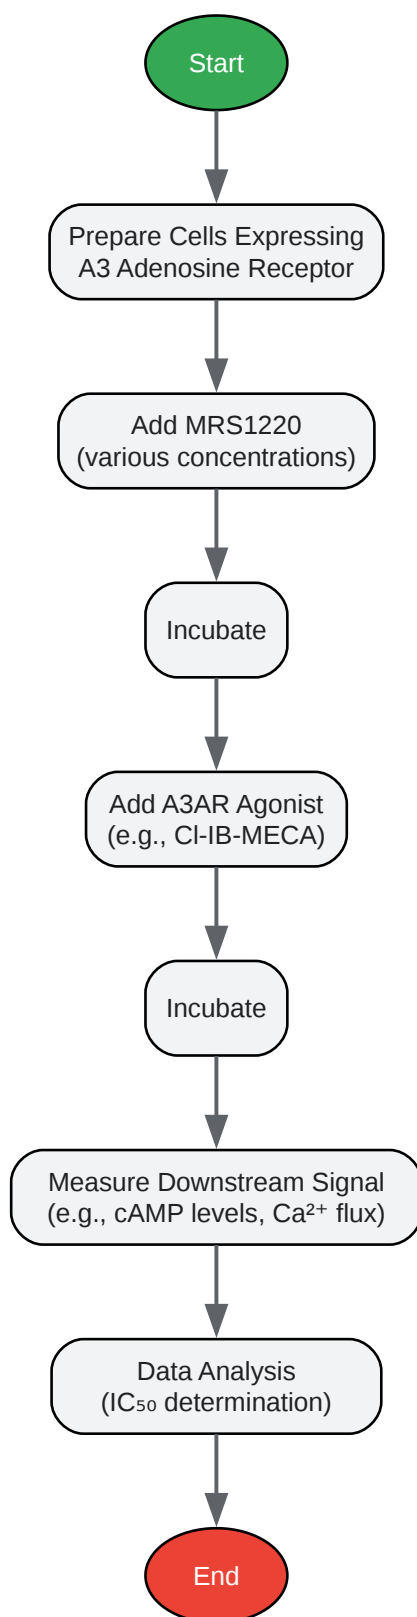 Start
Prepare Cells Expressing
A3 Adenosine Receptor
Add MRS1220
(various concentrations)
Incubate
Add A3AR Agonist
(e.g., Cl-IB-MECA)
Incubate
Measure Downstream Signal
(e.g., cAMP levels, Ca²⁺ flux)
Data Analysis
(IC₅₀ determination)
End